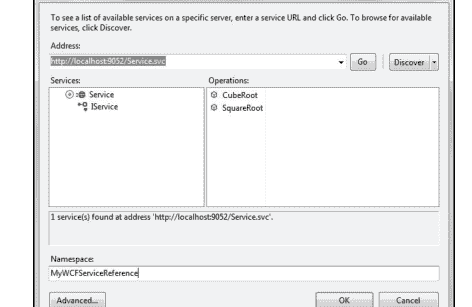 To see a list of available services on a specific server, enter a service URL and click Go. To browse for available
services, click Discover.
Address:
http://localhost:9052/Service.svc
Go
Discover
Services:
Operations:
Service
IService
CubeRoot
SquareRoot
1 service(s) found at address 'http://localhost:9052/Service.svc'.
Namespace:
MyWCFServiceReference
Advanced...
OK
Cancel